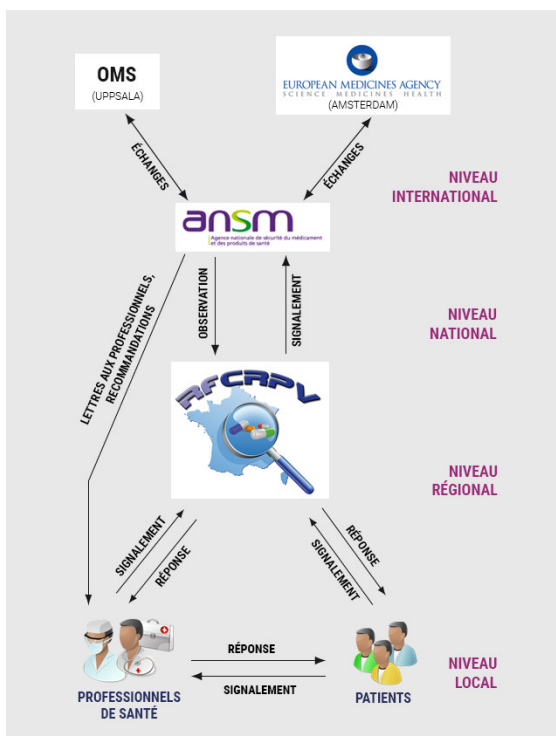 OMS
(UPPSALA)
EUROPEAN MEDICINES AGENCY
SCIENCE MEDICINES HEALTH
(AMSTERDAM)
ÉCHANGES
ÉCHANGES
NIVEAU
INTERNATIONAL
ansm
Agence nationale de sécurité du médicament
et des produits de santé
LETTRES AUX PROFESSIONNELS,
RECOMMANDATIONS
OBSERVATION
SIGNALEMENT
NIVEAU
NATIONAL
RFCRPV
NIVEAU
RÉGIONAL
SIGNALEMENT
RÉPONSE
RÉPONSE
SIGNALEMENT
RÉPONSE
SIGNALEMENT
PROFESSIONNELS
DE SANTÉ
PATIENTS
NIVEAU
LOCAL